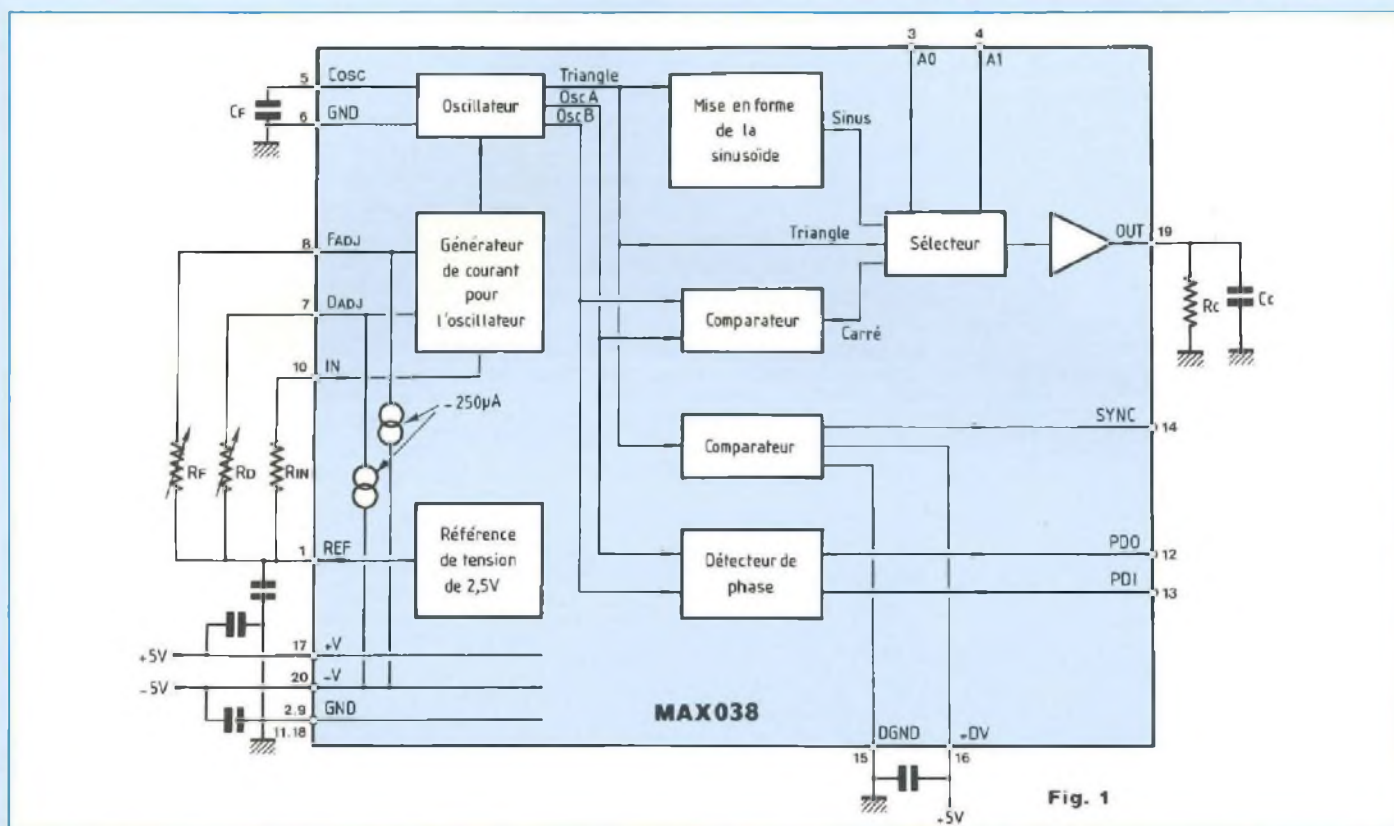 3
4
A0
A1
5
COSC
CF
6
GND
Oscillateur
Triangle
OscA
OscB
Mise en forme
de la
sinusoïde
Sinus
8
FADJ
7
DADJ
10
IN
Générateur
de courant
pour
l'oscillateur
-250µA
Triangle
Sélecteur
OUT
19
RC
CC
Comparateur
Carré
Comparateur
SYNC
14
RF
RD
RIN
1
REF
Référence
de tension
de 2,5V
Détecteur de
phase
PDO
12
PDI
13
+5V
17
+V
-5V
20
-V
2.9
GND
11.18
MAX038
DGND
+DV
15
16
+5V
Fig. 1